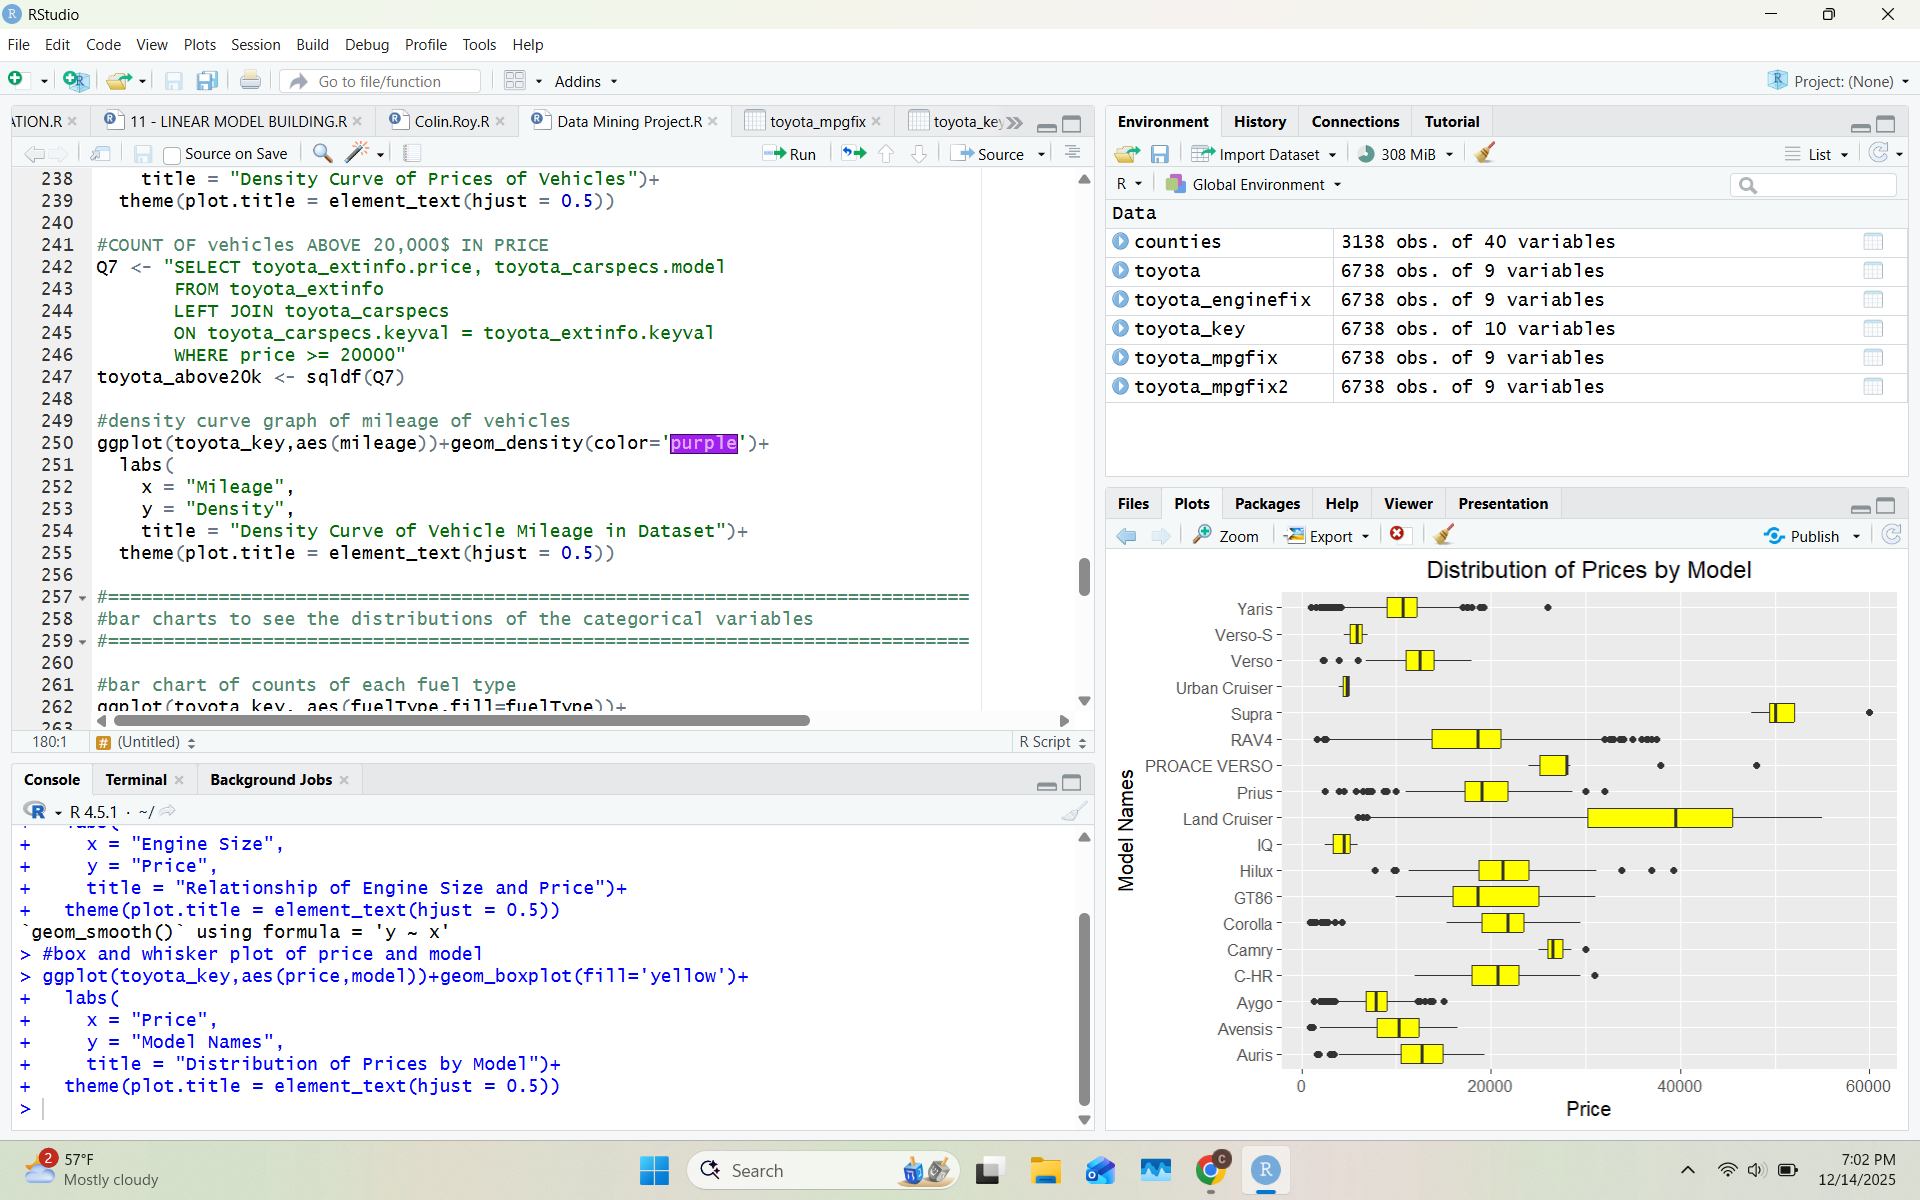 RStudio
File Edit Code View Plots Session Build Debug Profile Tools Help
Go to file/function Addins Project: (None)
ATION.R 11 - LINEAR MODEL BUILDING.R Colin.Roy.R Data Mining Project.R toyota_mpgfix toyota_key
Source on Save Run Source
238 title = "Density Curve of Prices of Vehicles")+
239 theme(plot.title = element_text(hjust = 0.5))
240
241 #COUNT OF vehicles ABOVE 20,000$ IN PRICE
242 Q7 <- "SELECT toyota_extinfo.price, toyota_carspecs.model
243 FROM toyota_extinfo
244 LEFT JOIN toyota_carspecs
245 ON toyota_carspecs.keyval = toyota_extinfo.keyval
246 WHERE price >= 20000"
247 toyota_above20k <- sqldf(Q7)
248
249 #density curve graph of mileage of vehicles
250 ggplot(toyota_key,aes(mileage))+geom_density(color='purple')+
251 labs(
252 x = "Mileage",
253 y = "Density",
254 title = "Density Curve of Vehicle Mileage in Dataset")+
255 theme(plot.title = element_text(hjust = 0.5))
256
257 #==============================================================================
258 #bar charts to see the distributions of the categorical variables
259 #==============================================================================
260
261 #bar chart of counts of each fuel type
262 ggplot(toyota_key, aes(fuelType,fill=fuelType))+
263
180:1 # (Untitled) R Script
Console Terminal Background Jobs
R R 4.5.1 · ~/
+ labs(
+ x = "Engine Size",
+ y = "Price",
+ title = "Relationship of Engine Size and Price")+
+ theme(plot.title = element_text(hjust = 0.5))
`geom_smooth()` using formula = 'y ~ x'
> #box and whisker plot of price and model
> ggplot(toyota_key,aes(price,model))+geom_boxplot(fill='yellow')+
+ labs(
+ x = "Price",
+ y = "Model Names",
+ title = "Distribution of Prices by Model")+
+ theme(plot.title = element_text(hjust = 0.5))
>
Environment History Connections Tutorial
Import Dataset 308 MiB List
R Global Environment
Data
counties 3138 obs. of 40 variables
toyota 6738 obs. of 9 variables
toyota_enginefix 6738 obs. of 9 variables
toyota_key 6738 obs. of 10 variables
toyota_mpgfix 6738 obs. of 9 variables
toyota_mpgfix2 6738 obs. of 9 variables
Files Plots Packages Help Viewer Presentation
Zoom Export Publish
Distribution of Prices by Model
Model Names
Yaris
Verso-S
Verso
Urban Cruiser
Supra
RAV4
PROACE VERSO
Prius
Land Cruiser
IQ
Hilux
GT86
Corolla
Camry
C-HR
Aygo
Avensis
Auris
0 20000 40000 60000
Price
2 57°F
Mostly cloudy
Search
C
R
7:02 PM
12/14/2025